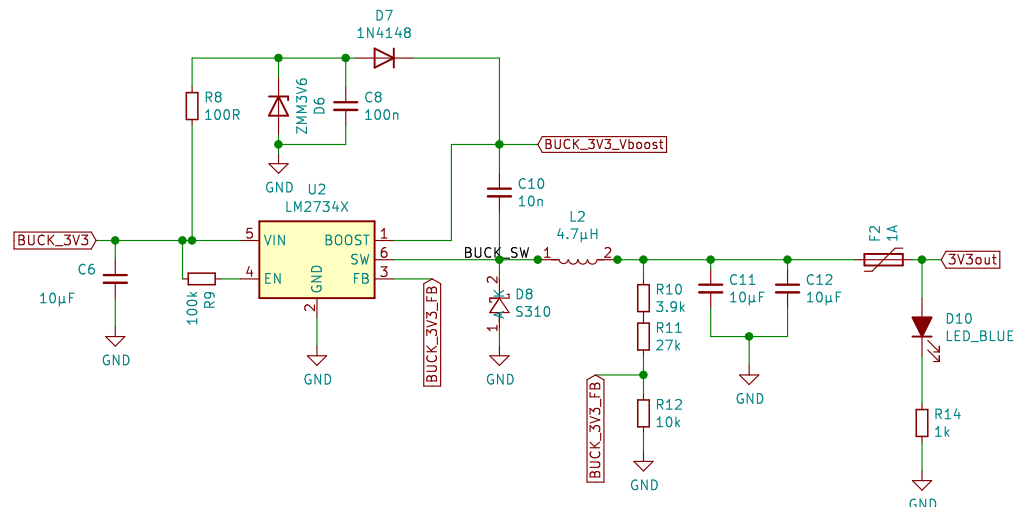 D7
1N4148
R8
100R
ZMM3V6
D6
C8
100n
GND
BUCK_3V3_Vboost
C10
10n
U2
LM2734X
BUCK_3V3
C6
10µF
GND
100k
R9
5
VIN
4
EN
GND
2
GND
BOOST
1
SW
6
FB
3
BUCK_3V3_FB
BUCK_SW
L2
4.7µH
1
2
2
K
A
1
D8
S310
GND
R10
3.9k
R11
27k
BUCK_3V3_FB
R12
10k
GND
C11
10µF
C12
10µF
GND
F2
1A
3V3out
D10
LED_BLUE
R14
1k
GND